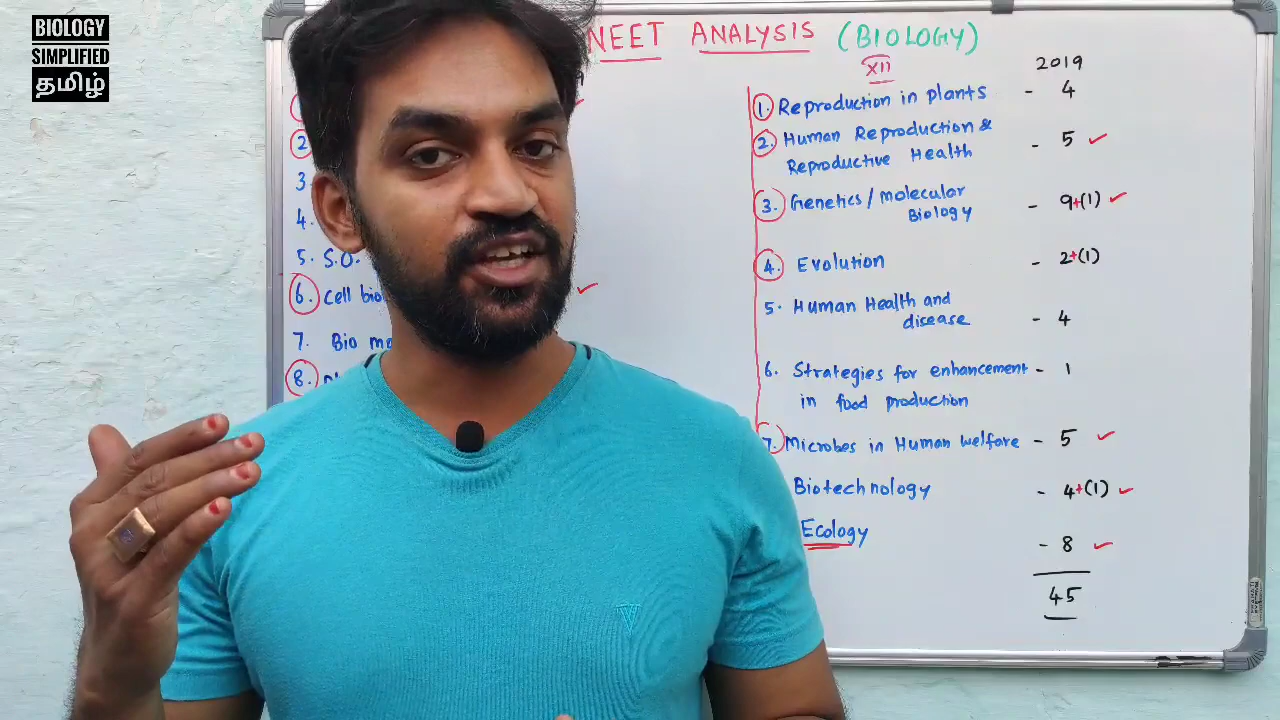 BIOLOGY
SIMPLIFIED
தமிழ்
NEET ANALYSIS (BIOLOGY)
XII
2019
1. Reproduction in plants - 4
2. Human Reproduction &
Reproductive Health - 5 ✓
3. Genetics / molecular
Biology - 9+(1) ✓
4. Evolution - 2+(1)
5. Human Health and
disease - 4
6. Strategies for enhancement - 1
in food production
7. Microbes in Human welfare - 5 ✓
Biotechnology - 4+(1) ✓
Ecology - 8 ✓
45
2
3.
4.
5. S.O.
6. cell
7. Bio
8.